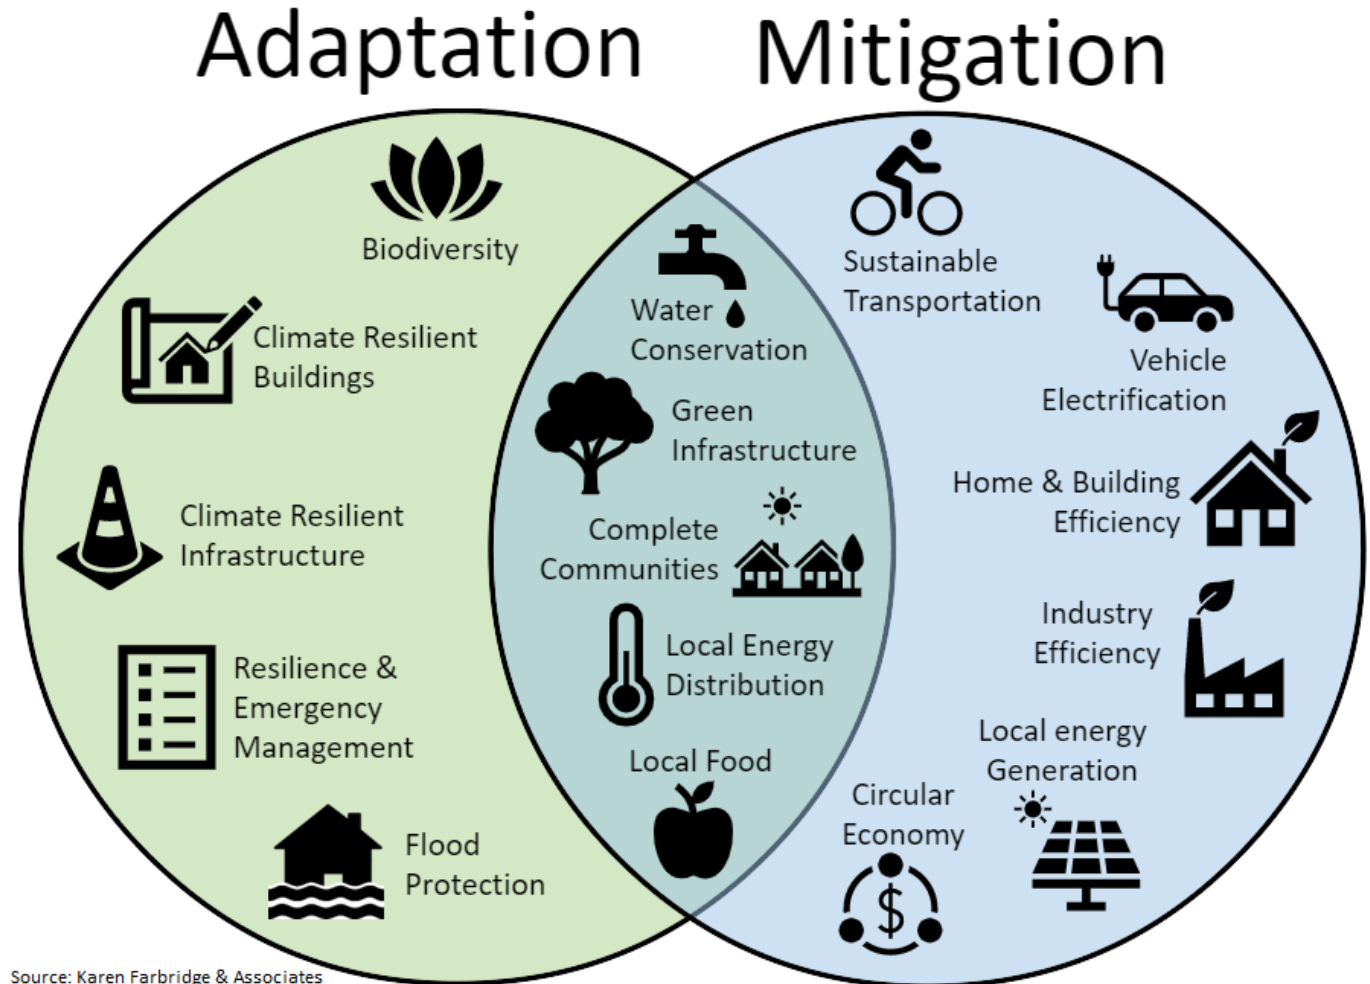 Adaptation
Mitigation
Biodiversity
Climate Resilient
Buildings
Climate Resilient
Infrastructure
Resilience &
Emergency
Management
Flood
Protection
Water
Conservation
Green
Infrastructure
Complete
Communities
Local Energy
Distribution
Local Food
Sustainable
Transportation
Vehicle
Electrification
Home & Building
Efficiency
Industry
Efficiency
Local energy
Generation
Circular
Economy
$
Source: Karen Farbridge & Associates